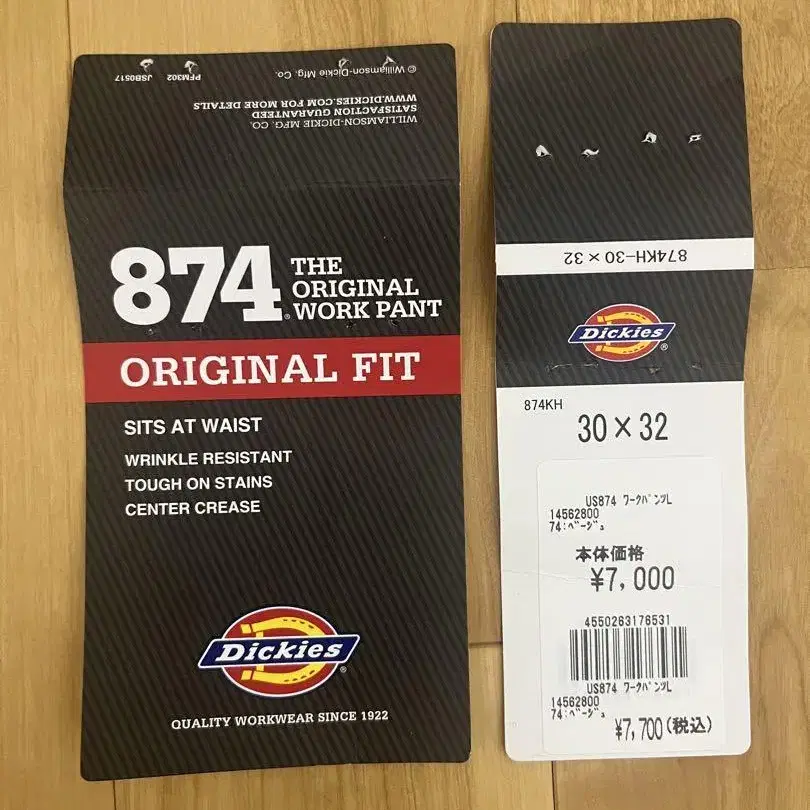 JSB0517 PFM302 © Williamson-Dickie Mfg. Co.
WILLIAMSON-DICKIE MFG. CO.
SATISFACTION GUARANTEED
WWW.DICKIES.COM FOR MORE DETAILS
874® THE
ORIGINAL
WORK PANT
ORIGINAL FIT
SITS AT WAIST
WRINKLE RESISTANT
TOUGH ON STAINS
CENTER CREASE
Dickies®
QUALITY WORKWEAR SINCE 1922
874KH-30×32
Dickies®
874KH
30×32
US874 ワークパンツL
14562800
74:ベージュ
本体価格
¥7,000
4550263176531
US874 ワークパンツL
14562800
74:ベージュ
¥7,700(税込)